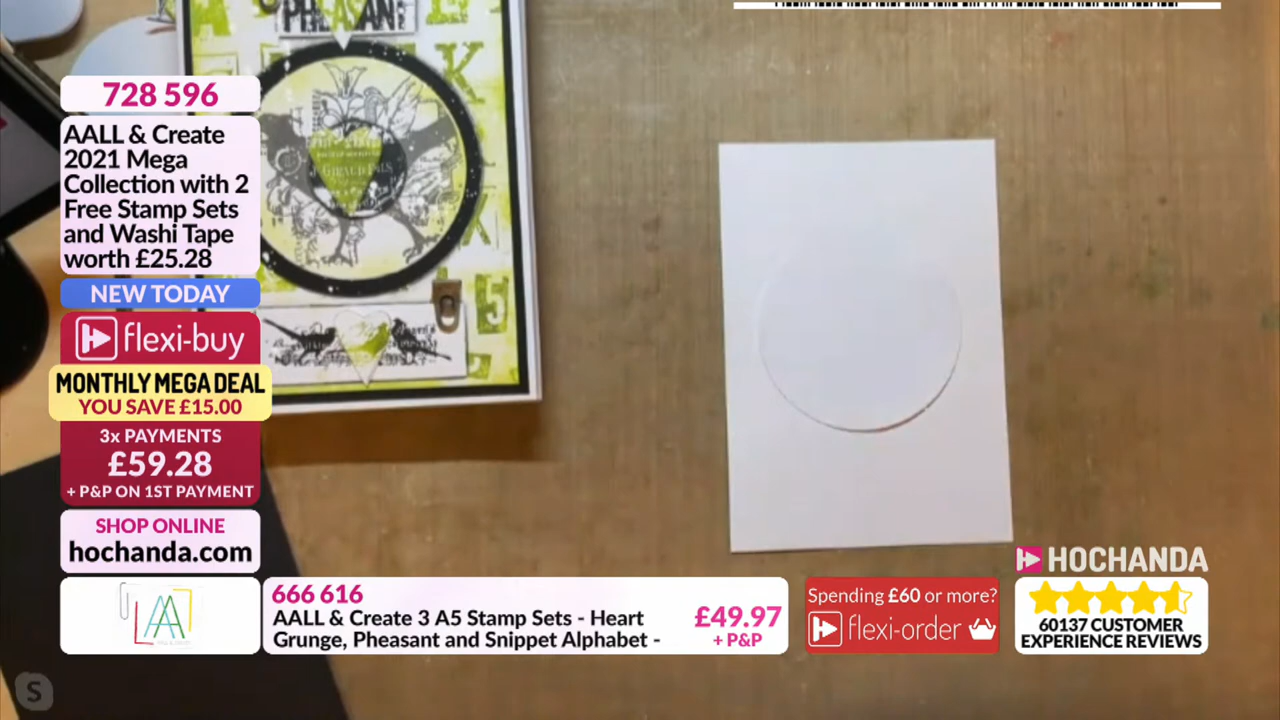 PHEASANT
K
5
728 596
AALL & Create
2021 Mega
Collection with 2
Free Stamp Sets
and Washi Tape
worth £25.28
NEW TODAY
flexi-buy
MONTHLY MEGA DEAL
YOU SAVE £15.00
3x PAYMENTS
£59.28
+ P&P ON 1ST PAYMENT
SHOP ONLINE
hochanda.com
LAA
666 616
AALL & Create 3 A5 Stamp Sets - Heart
Grunge, Pheasant and Snippet Alphabet -
£49.97
+ P&P
Spending £60 or more?
flexi-order
HOCHANDA
60137 CUSTOMER
EXPERIENCE REVIEWS
S